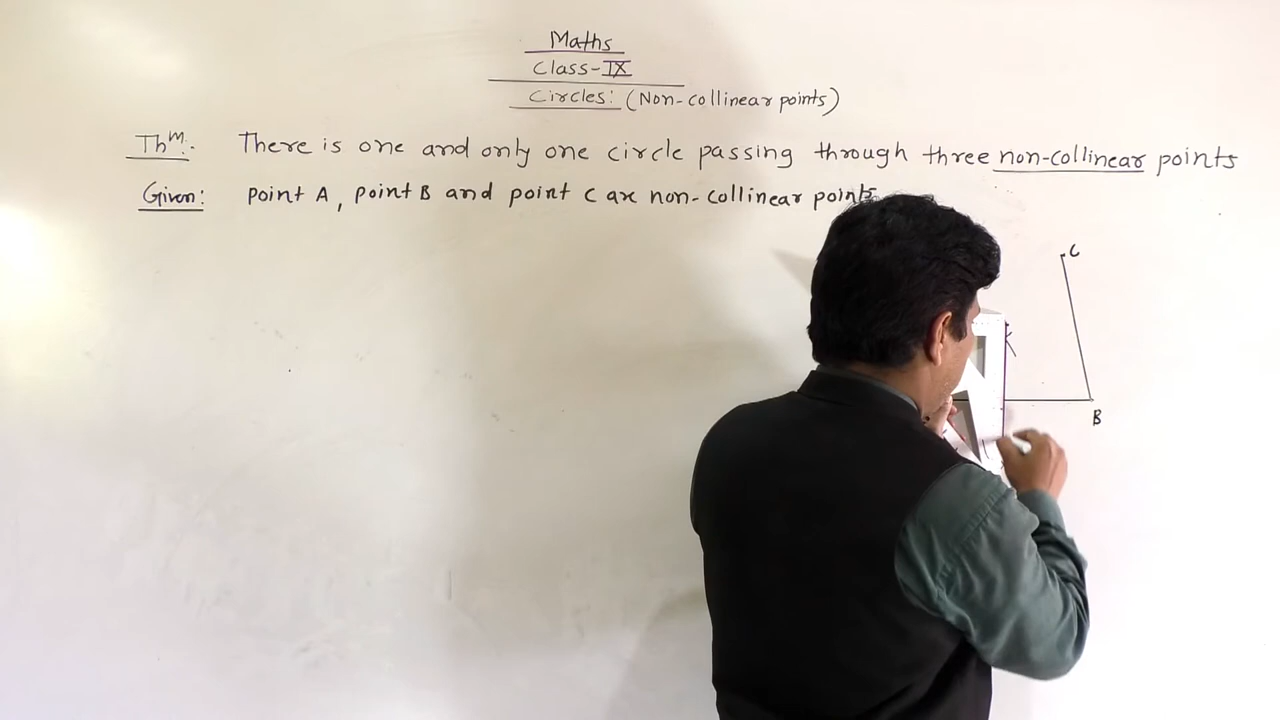 Maths
Class-IX
Circles: (Non-collinear points)
Thm:- There is one and only one circle passing through three non-collinear points
Given: point A, point B and point C are non-collinear points
C
B